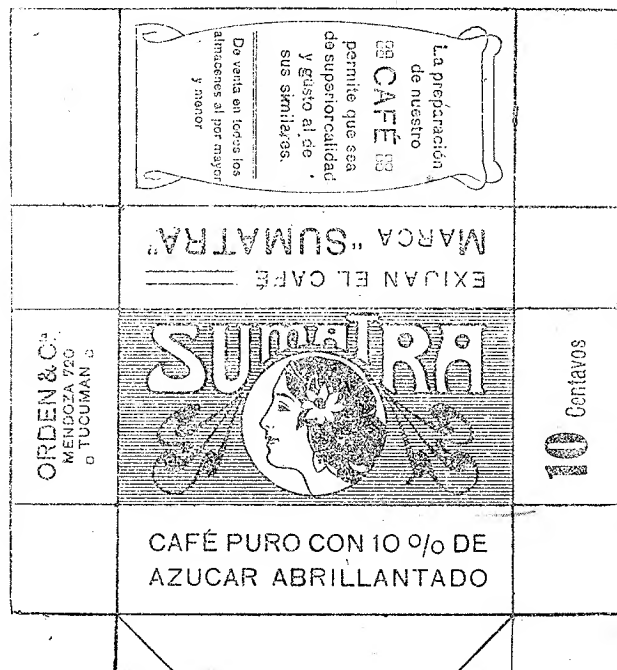 La preparación
de nuestro
CAFÉ
permite que sea
de superior calidad
y gusto al de
sus similares.
De venta en todos los
almacenes al por mayor
y menor
EXIJAN EL CAFÉ
MARCA "SUMATRA"
SUMATRA
ORDEN & Cía
MENDOZA 720
TUCUMAN
10 Centavos
CAFÉ PURO CON 10 % DE
AZUCAR ABRILLANTADO